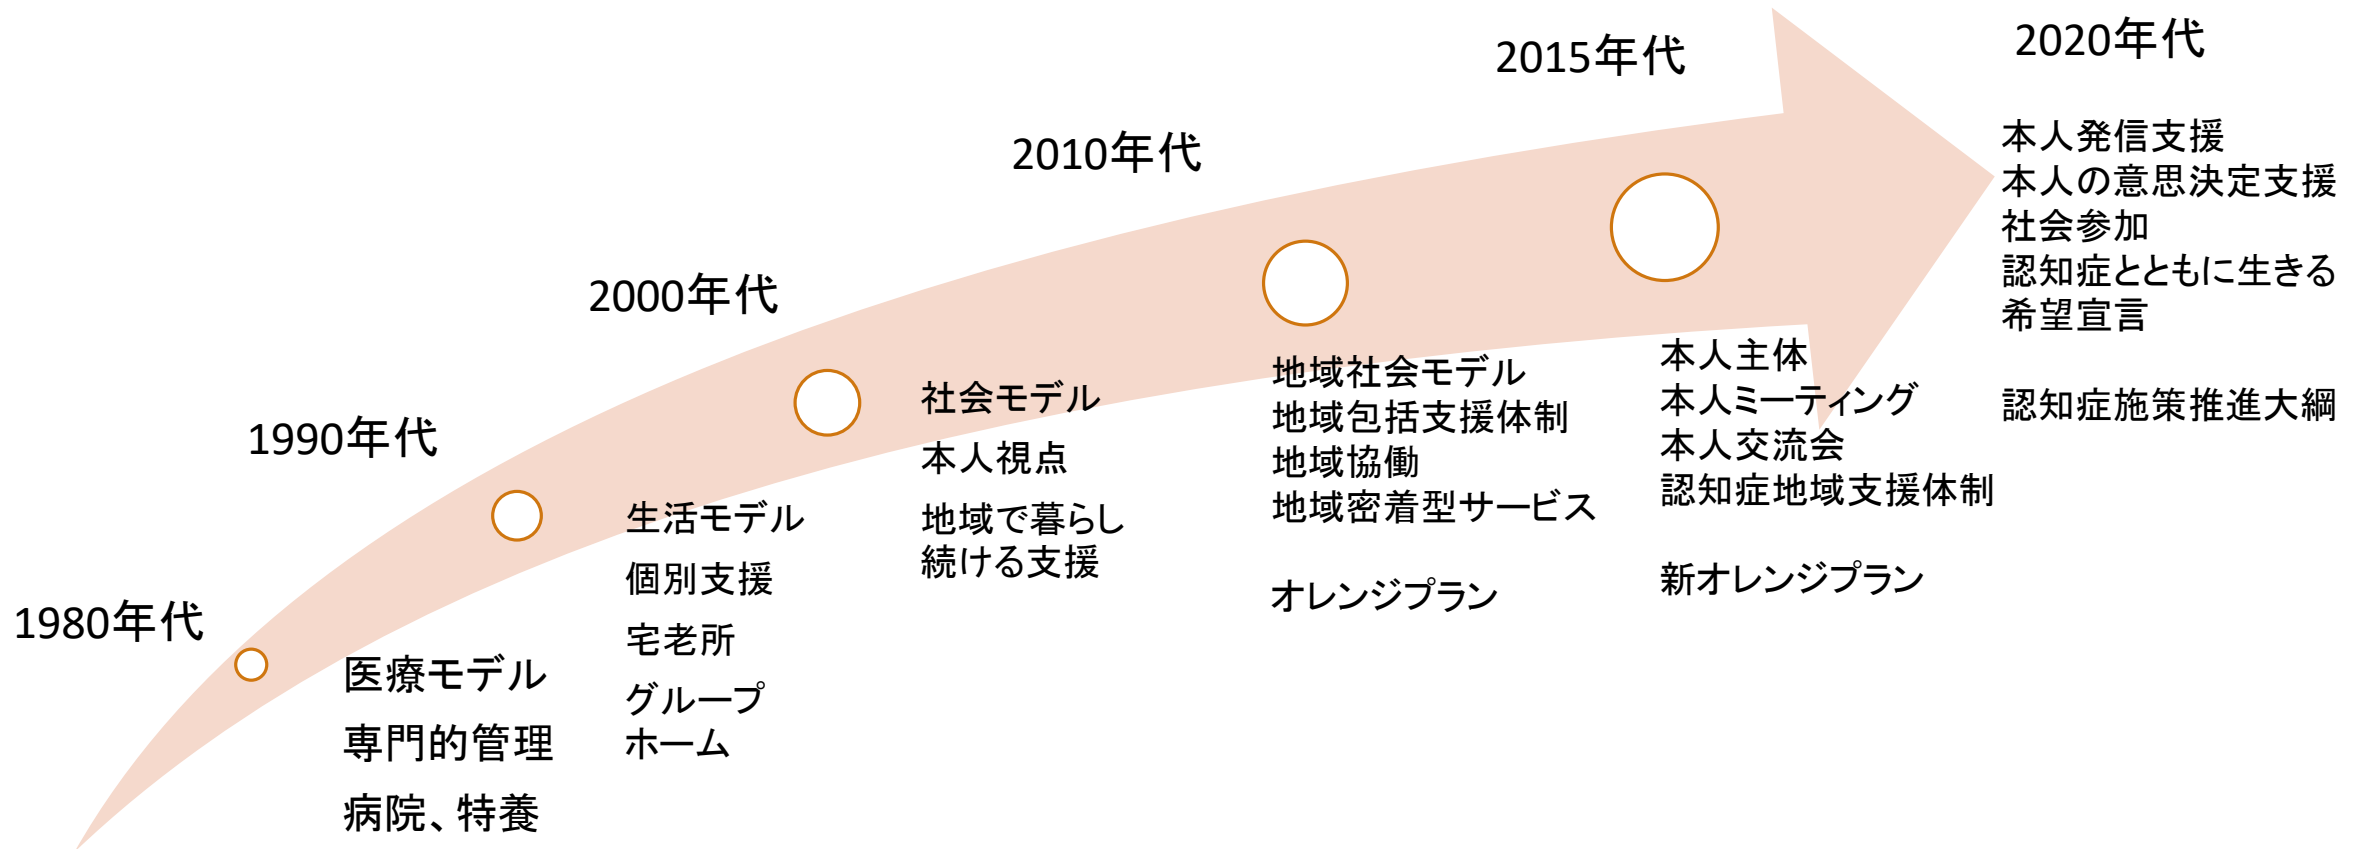 1980年代
医療モデル
専門的管理
病院、特養
1990年代
生活モデル
個別支援
宅老所
グループ
ホーム
2000年代
社会モデル
本人視点
地域で暮らし
続ける支援
2010年代
地域社会モデル
地域包括支援体制
地域協働
地域密着型サービス
オレンジプラン
2015年代
本人主体
本人ミーティング
本人交流会
認知症地域支援体制
新オレンジプラン
2020年代
本人発信支援
本人の意思決定支援
社会参加
認知症とともに生きる
希望宣言
認知症施策推進大綱